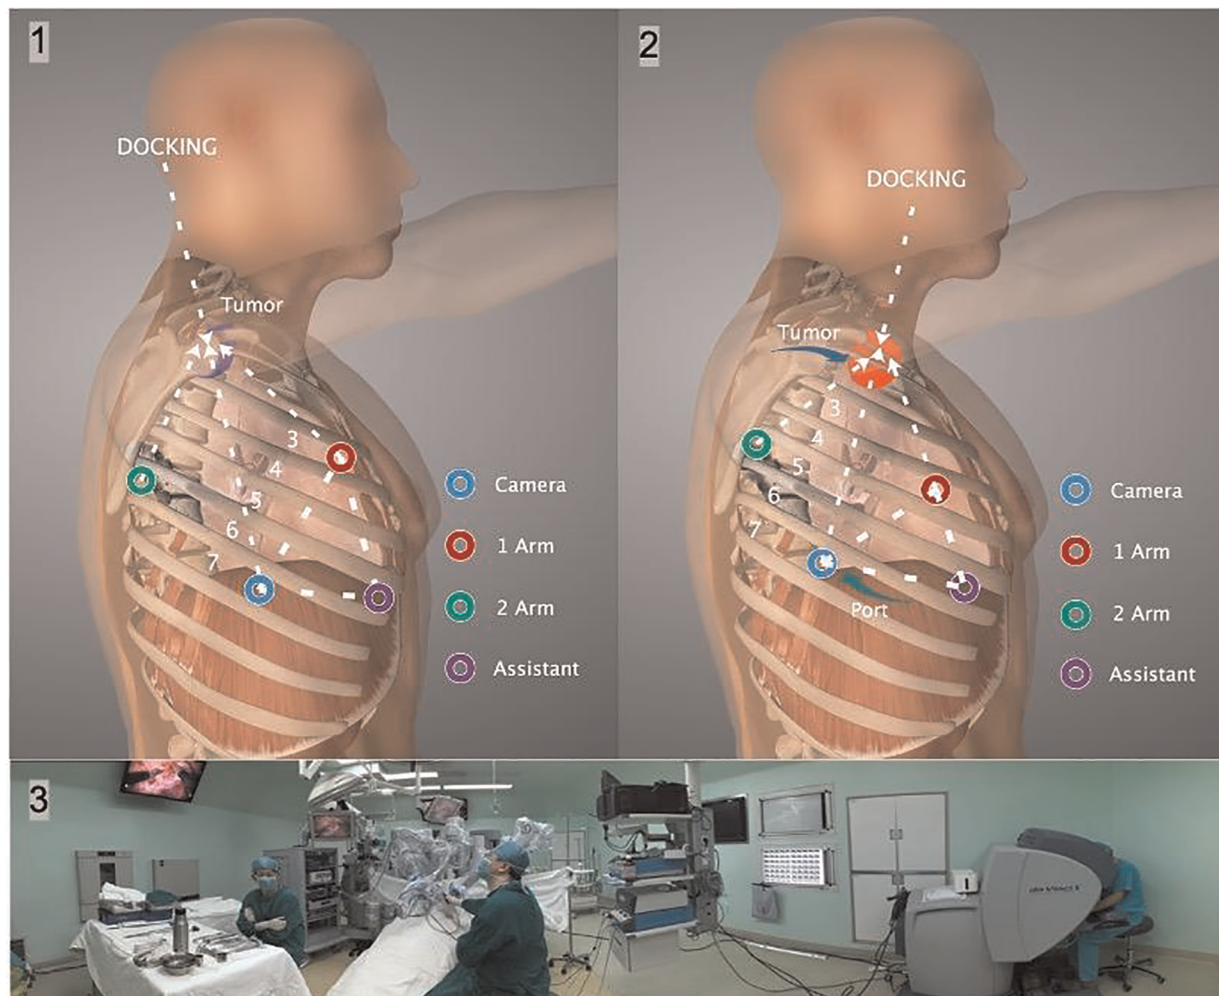 1
DOCKING
Tumor
3
4
5
6
7
Camera
1 Arm
2 Arm
Assistant
2
DOCKING
Tumor
3
4
5
6
7
Port
Camera
1 Arm
2 Arm
Assistant
3